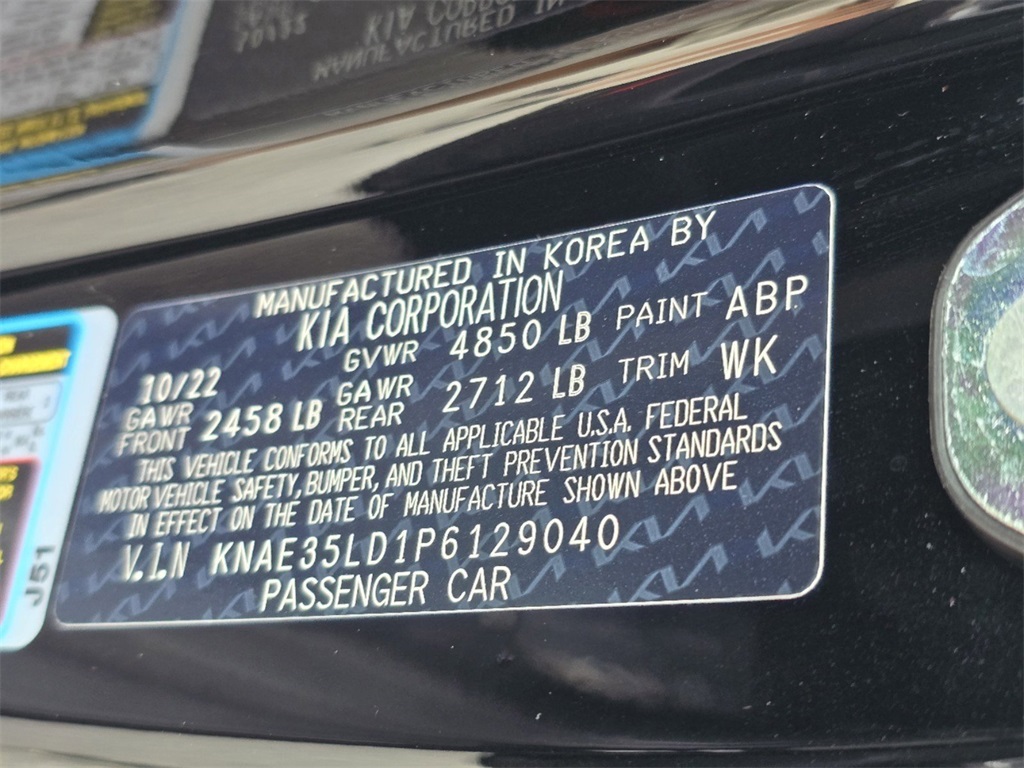 MANUFACTURED IN KOREA BY
KIA CORPORATION
10/22 GVWR 4850 LB PAINT ABP
GAWR FRONT 2458 LB GAWR REAR 2712 LB TRIM WK
THIS VEHICLE CONFORMS TO ALL APPLICABLE U.S.A. FEDERAL
MOTOR VEHICLE SAFETY, BUMPER, AND THEFT PREVENTION STANDARDS
IN EFFECT ON THE DATE OF MANUFACTURE SHOWN ABOVE
V.I.N KNAE35LD1P6129040
PASSENGER CAR
J51